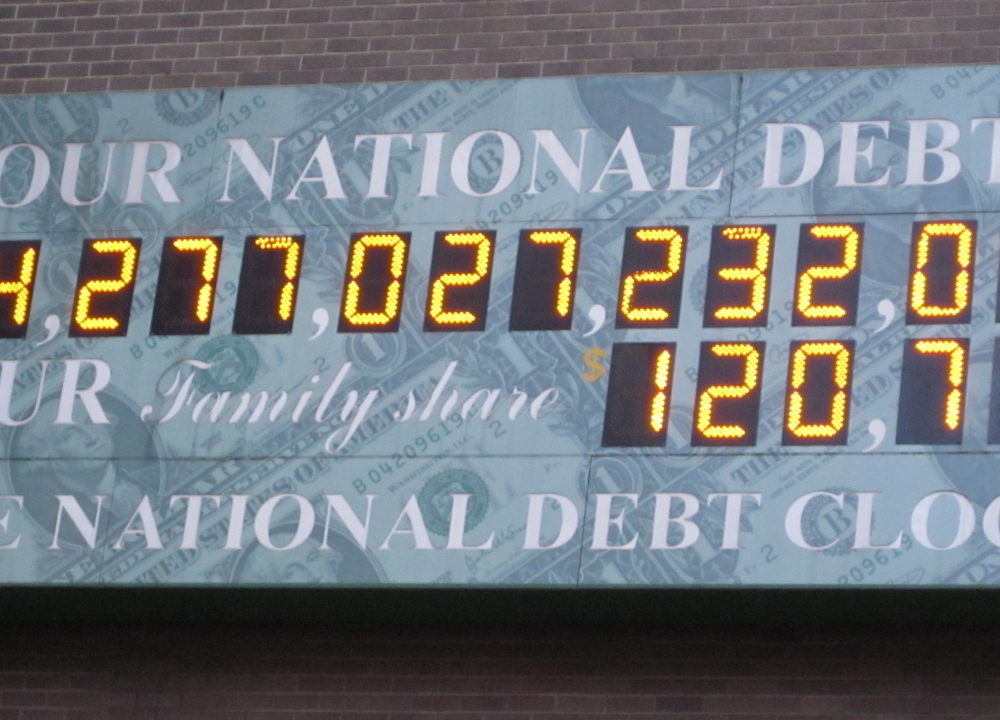 OUR NATIONAL DEBT
4,277,027,232,0
UR Family share $120,7
E NATIONAL DEBT CLOC